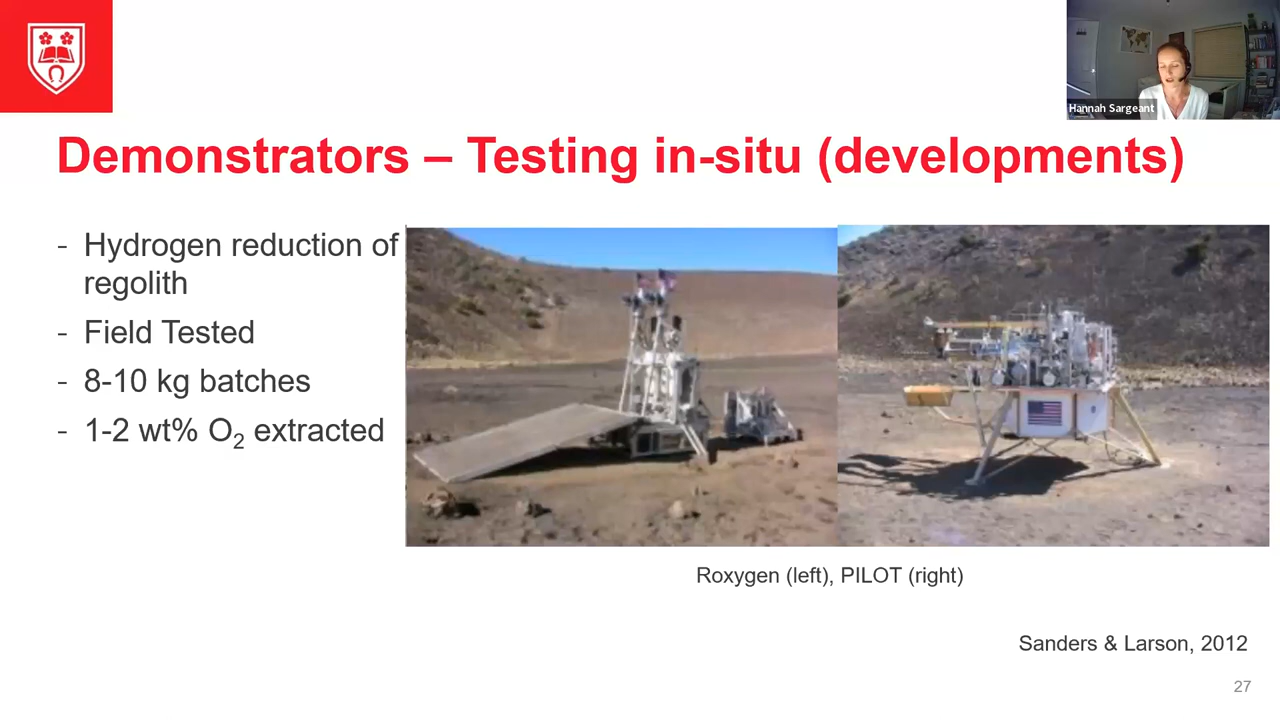 Hannah Sargeant
Demonstrators – Testing in-situ (developments)
- Hydrogen reduction of
regolith
- Field Tested
- 8-10 kg batches
- 1-2 wt% O₂ extracted
Roxygen (left), PILOT (right)
Sanders & Larson, 2012
27